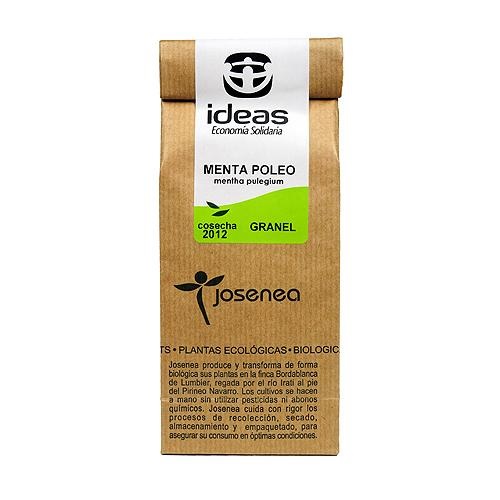 ideas
Economía Solidaria
MENTA POLEO
mentha pulegium
cosecha
2012
GRANEL
josenea
TS • PLANTAS ECOLÓGICAS • BIOLOGIC
Josenea produce y transforma de forma
biológica sus plantas en la finca Bordablanca
de Lumbier, regada por el río Irati al pie
del Pirineo Navarro. Los cultivos se hacen
a mano sin utilizar pesticidas ni abonos
químicos. Josenea cuida con rigor los
procesos de recolección, secado,
almacenamiento y empaquetado, para
asegurar su consumo en óptimas condiciones.